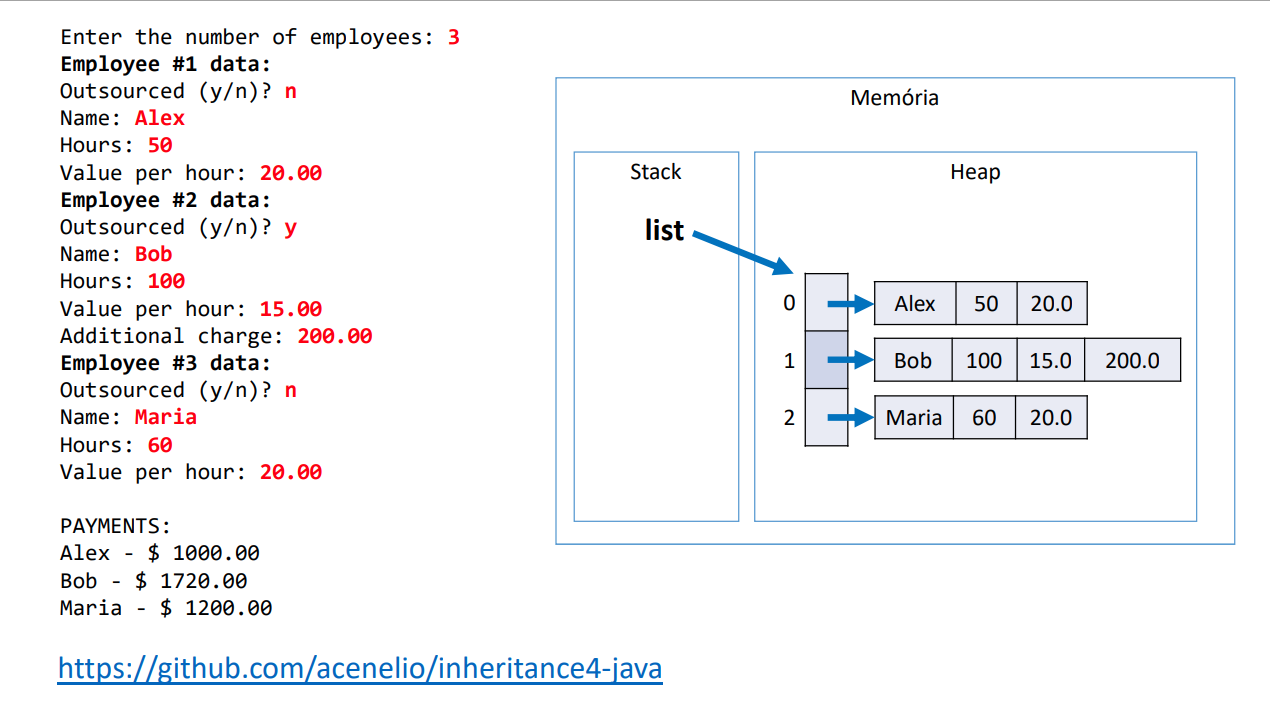 Enter the number of employees: 3
Employee #1 data:
Outsourced (y/n)? n
Name: Alex
Hours: 50
Value per hour: 20.00
Employee #2 data:
Outsourced (y/n)? y
Name: Bob
Hours: 100
Value per hour: 15.00
Additional charge: 200.00
Employee #3 data:
Outsourced (y/n)? n
Name: Maria
Hours: 60
Value per hour: 20.00
PAYMENTS:
Alex - $ 1000.00
Bob - $ 1720.00
Maria - $ 1200.00
https://github.com/acenelio/inheritance4-java
Memória
Stack
Heap
list
0 Alex 50 20.0
1 Bob 100 15.0 200.0
2 Maria 60 20.0